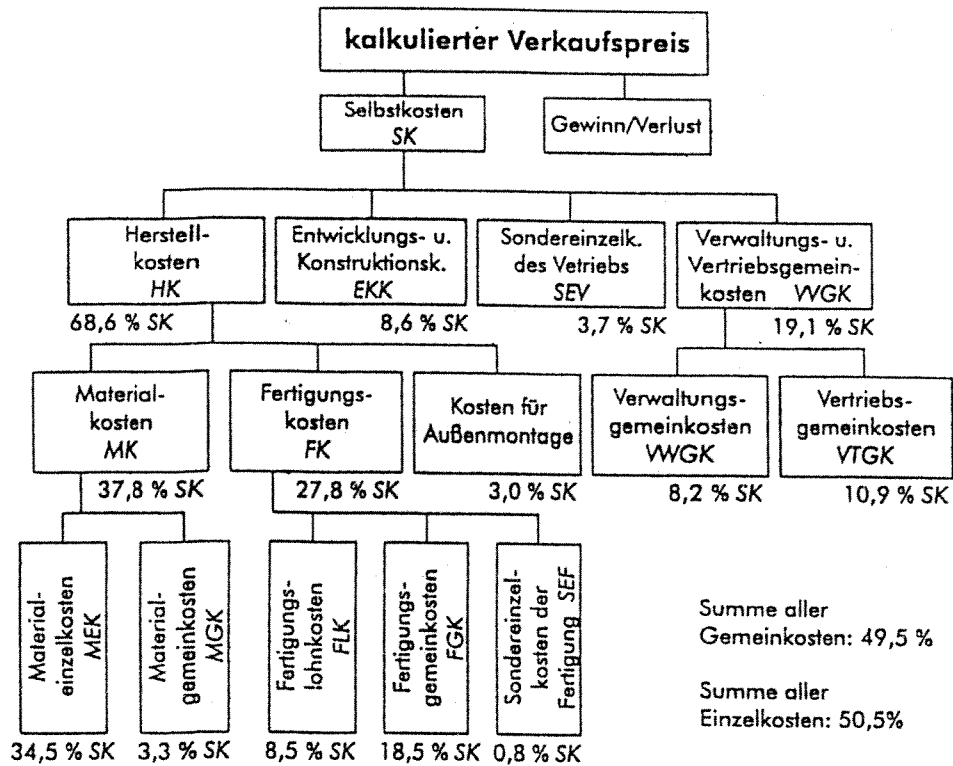 kalkulierter Verkaufspreis
Selbstkosten
SK
Gewinn/Verlust
Herstell-
kosten
HK
68,6 % SK
Entwicklungs- u.
Konstruktionsk.
EKK
8,6 % SK
Sondereinzelk.
des Vetriebs
SEV
3,7 % SK
Verwaltungs- u.
Vertriebsgemein-
kosten VVGK
19,1 % SK
Material-
kosten
MK
37,8 % SK
Fertigungs-
kosten
FK
27,8 % SK
Kosten für
Außenmontage
3,0 % SK
Verwaltungs-
gemeinkosten
VWGK
8,2 % SK
Vertriebs-
gemeinkosten
VTGK
10,9 % SK
Material-
einzelkosten
MEK
34,5 % SK
Material-
gemeinkosten
MGK
3,3 % SK
Fertigungs-
lohnkosten
FLK
8,5 % SK
Fertigungs-
gemeinkosten
FGK
18,5 % SK
Sondereinzel-
kosten der
Fertigung SEF
0,8 % SK
Summe aller
Gemeinkosten: 49,5 %
Summe aller
Einzelkosten: 50,5%